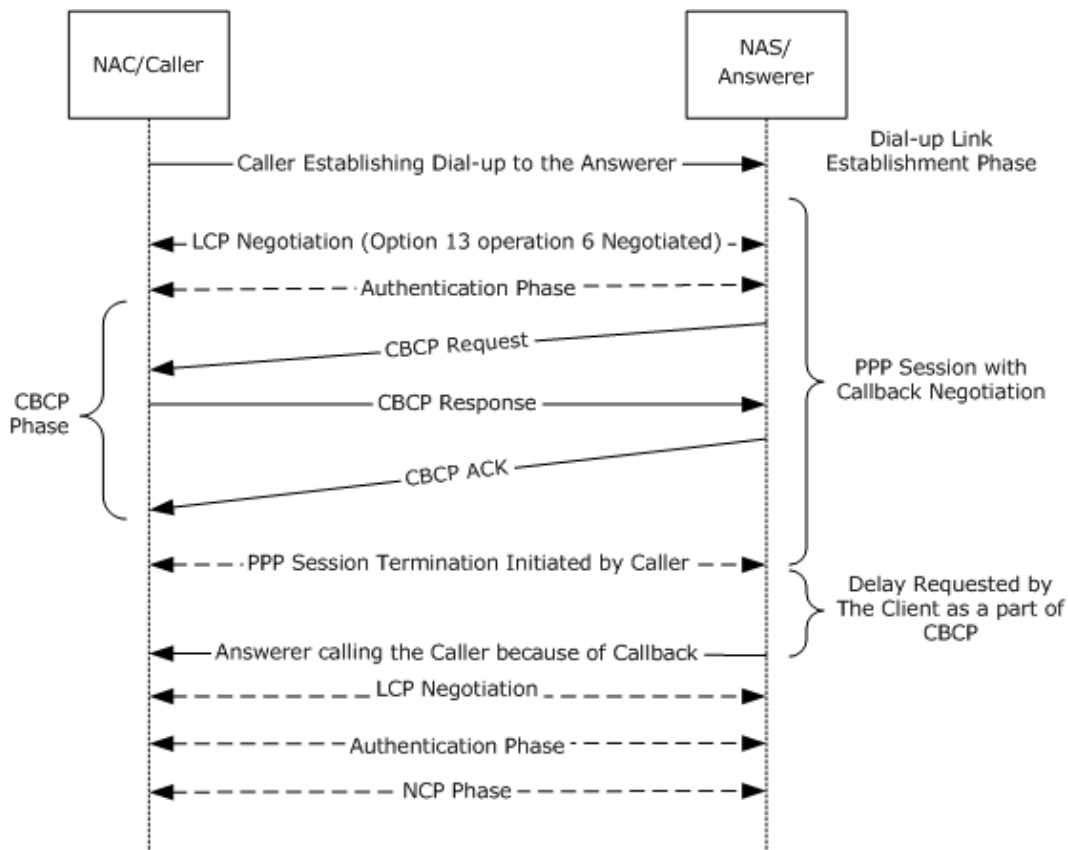 NAC/Caller
NAS/
Answerer
Dial-up Link
Establishment Phase
Caller Establishing Dial-up to the Answerer
LCP Negotiation (Option 13 operation 6 Negotiated)
Authentication Phase
CBCP Request
PPP Session with
Callback Negotiation
CBCP
Phase
CBCP Response
CBCP ACK
PPP Session Termination Initiated by Caller
Delay Requested by
The Client as a part of
CBCP
Answerer calling the Caller because of Callback
LCP Negotiation
Authentication Phase
NCP Phase